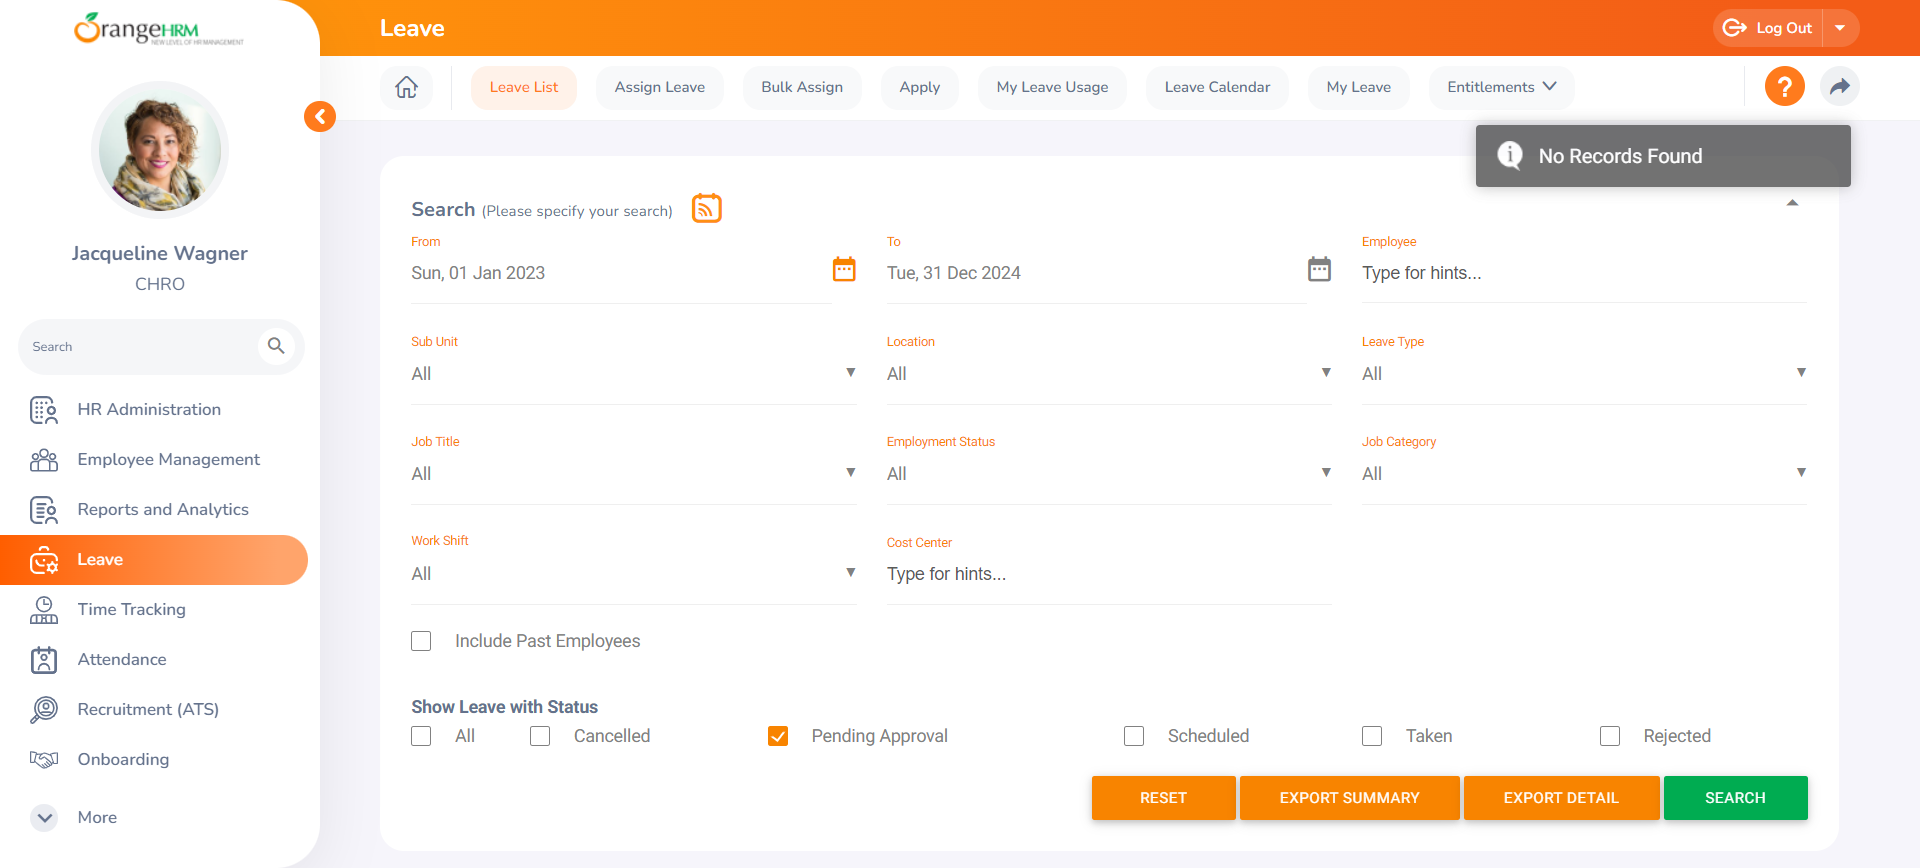 OrangeHRM
NEW LEVEL OF HR MANAGEMENT
Leave
Log Out
Leave List
Assign Leave
Bulk Assign
Apply
My Leave Usage
Leave Calendar
My Leave
Entitlements
?
No Records Found
Jacqueline Wagner
CHRO
Search
HR Administration
Employee Management
Reports and Analytics
Leave
Time Tracking
Attendance
Recruitment (ATS)
Onboarding
More
Search (Please specify your search)
From
To
Employee
Sun, 01 Jan 2023
Tue, 31 Dec 2024
Type for hints...
Sub Unit
Location
Leave Type
All
All
All
Job Title
Employment Status
Job Category
All
All
All
Work Shift
Cost Center
All
Type for hints...
Include Past Employees
Show Leave with Status
All
Cancelled
Pending Approval
Scheduled
Taken
Rejected
RESET
EXPORT SUMMARY
EXPORT DETAIL
SEARCH